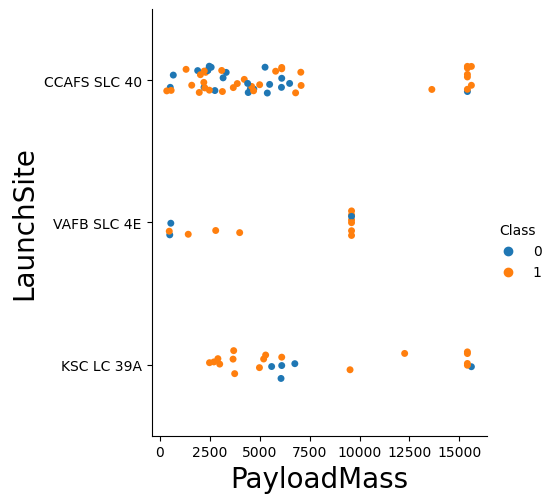 CCAFS SLC 40
VAFB SLC 4E
KSC LC 39A
LaunchSite
Class
0
1
0 2500 5000 7500 10000 12500 15000
PayloadMass